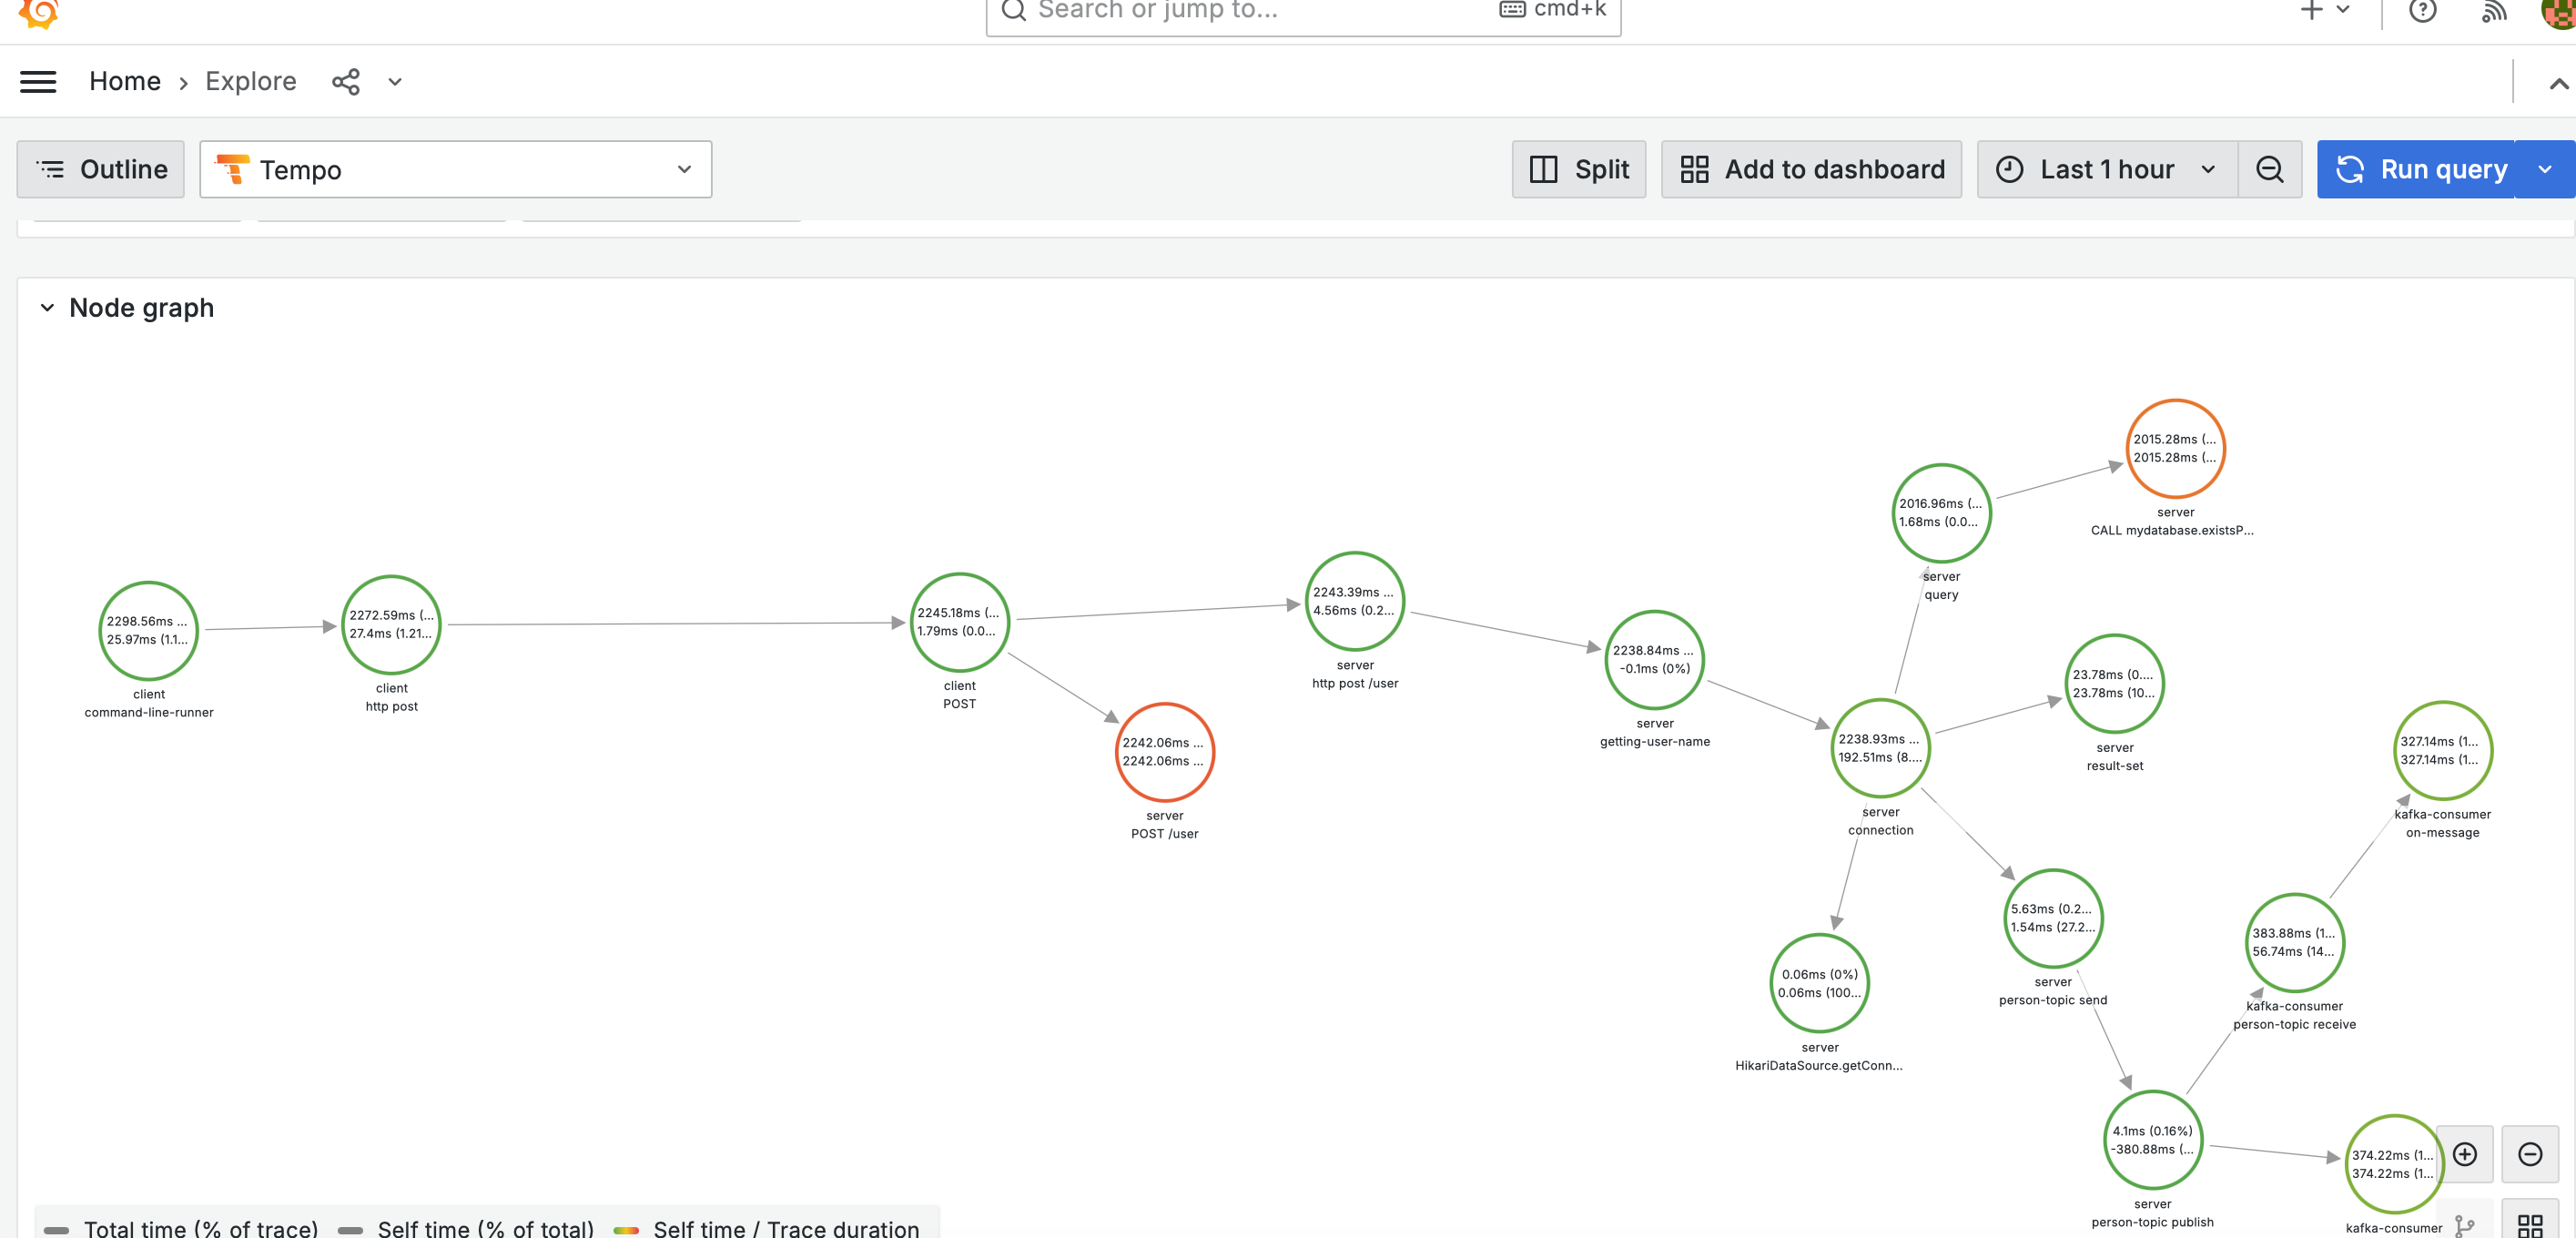 Search or jump to...
cmd+k
Home
Explore
Outline
Tempo
Split
Add to dashboard
Last 1 hour
Run query
Node graph
2298.56ms ...
25.97ms (1.1...
client
command-line-runner
2272.59ms (...
27.4ms (1.21...
client
http post
2245.18ms (...
1.79ms (0.0...
client
POST
2242.06ms ...
2242.06ms ...
server
POST /user
2243.39ms ...
4.56ms (0.2...
server
http post /user
2238.84ms ...
-0.1ms (0%)
server
getting-user-name
2238.93ms ...
192.51ms (8....
server
connection
2016.96ms (...
1.68ms (0.0...
server
query
2015.28ms (...
2015.28ms (...
server
CALL mydatabase.existsP...
23.78ms (0....
23.78ms (10...
server
result-set
0.06ms (0%)
0.06ms (100...
server
HikariDataSource.getConn...
5.63ms (0.2...
1.54ms (27.2...
server
person-topic send
4.1ms (0.16%)
-380.88ms (...
server
person-topic publish
383.88ms (1...
56.74ms (14...
kafka-consumer
person-topic receive
327.14ms (1...
327.14ms (1...
kafka-consumer
on-message
374.22ms (1...
374.22ms (1...
kafka-consumer
Total time (% of trace)
Self time (% of total)
Self time / Trace duration